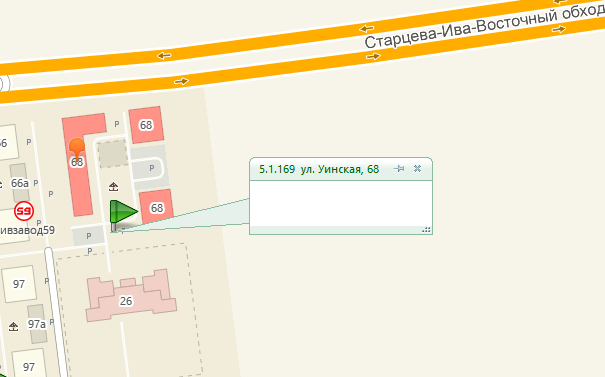 Старцева-Ива-Восточный обход
P
68
68
P
P
66а
5.1.169 ул. Уинская, 68
P
59
68
ивзавод59
P
P
P
97
26
97а
97